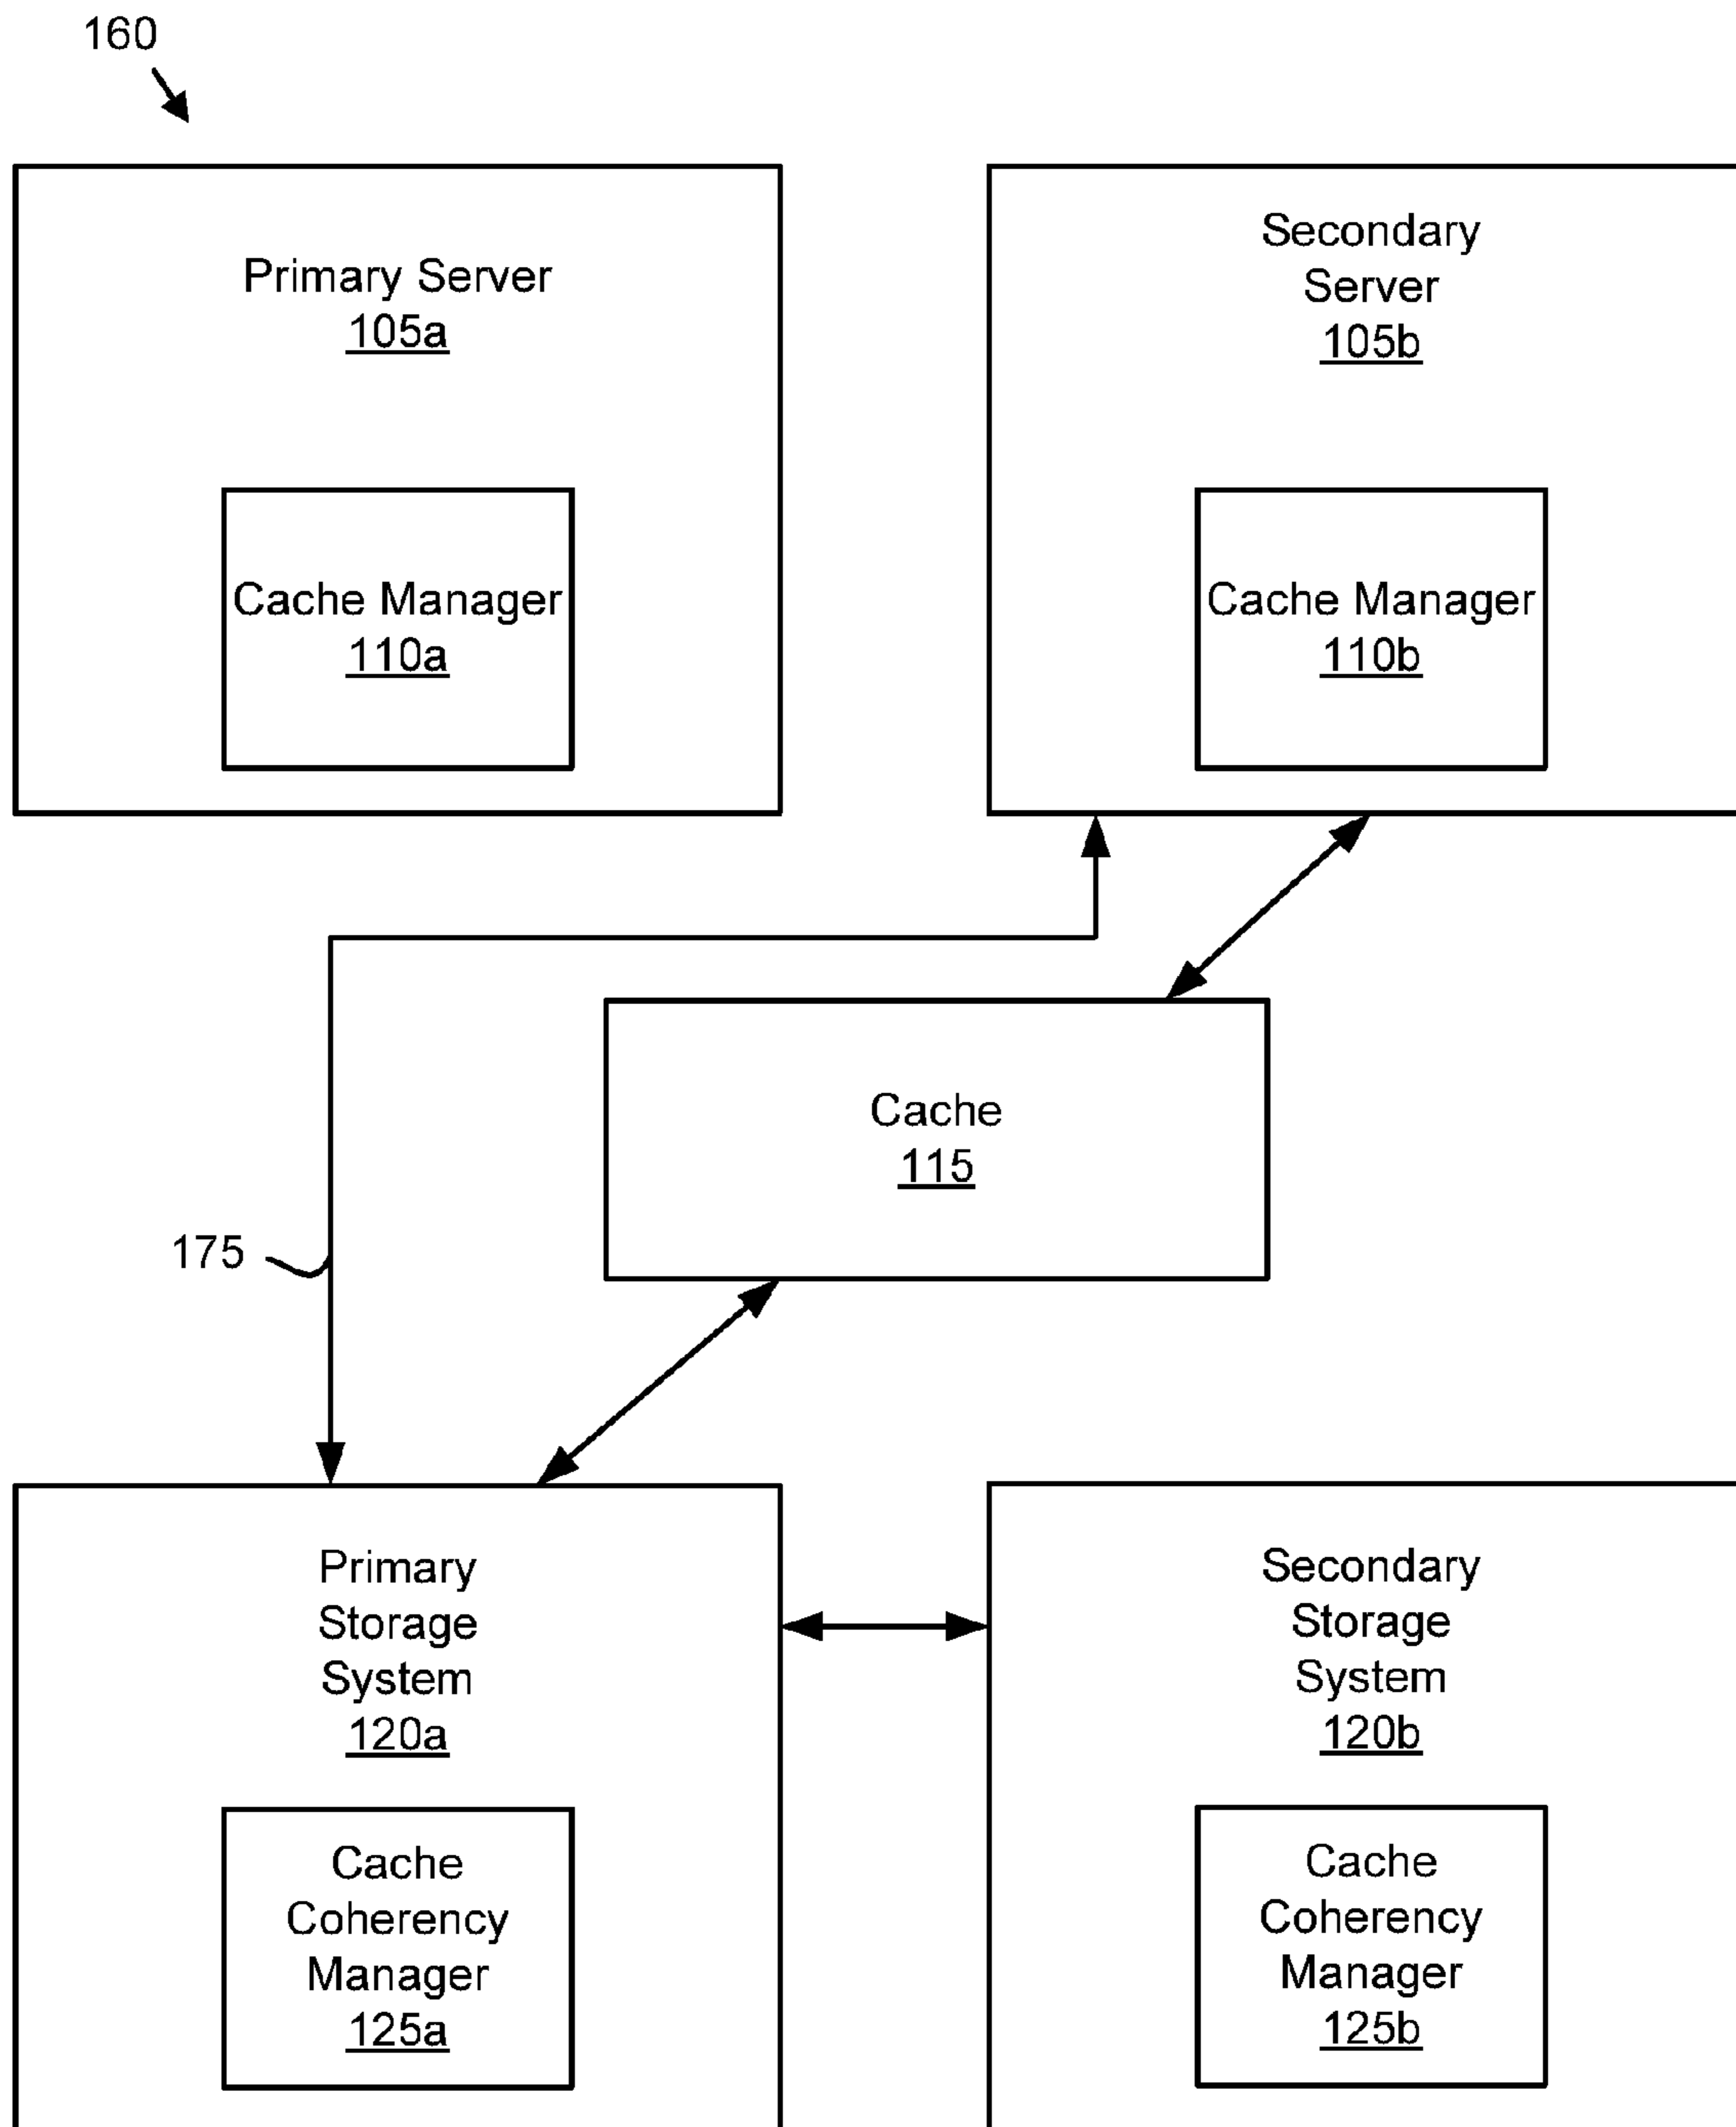 160
Primary Server
105a
Secondary
Server
105b
Cache Manager
110a
Cache Manager
110b
Cache
115
175
Primary
Storage
System
120a
Secondary
Storage
System
120b
Cache
Coherency
Manager
125a
Cache
Coherency
Manager
125b